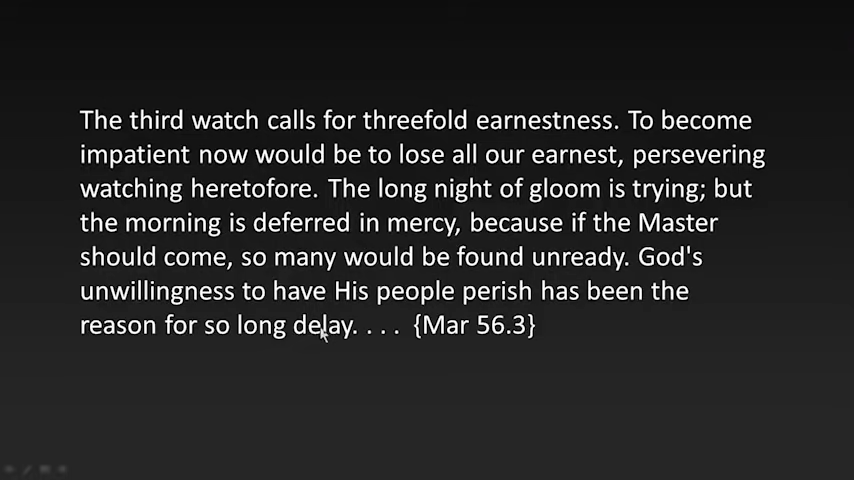 The third watch calls for threefold earnestness. To become
impatient now would be to lose all our earnest, persevering
watching heretofore. The long night of gloom is trying; but
the morning is deferred in mercy, because if the Master
should come, so many would be found unready. God's
unwillingness to have His people perish has been the
reason for so long delay. . . . {Mar 56.3}